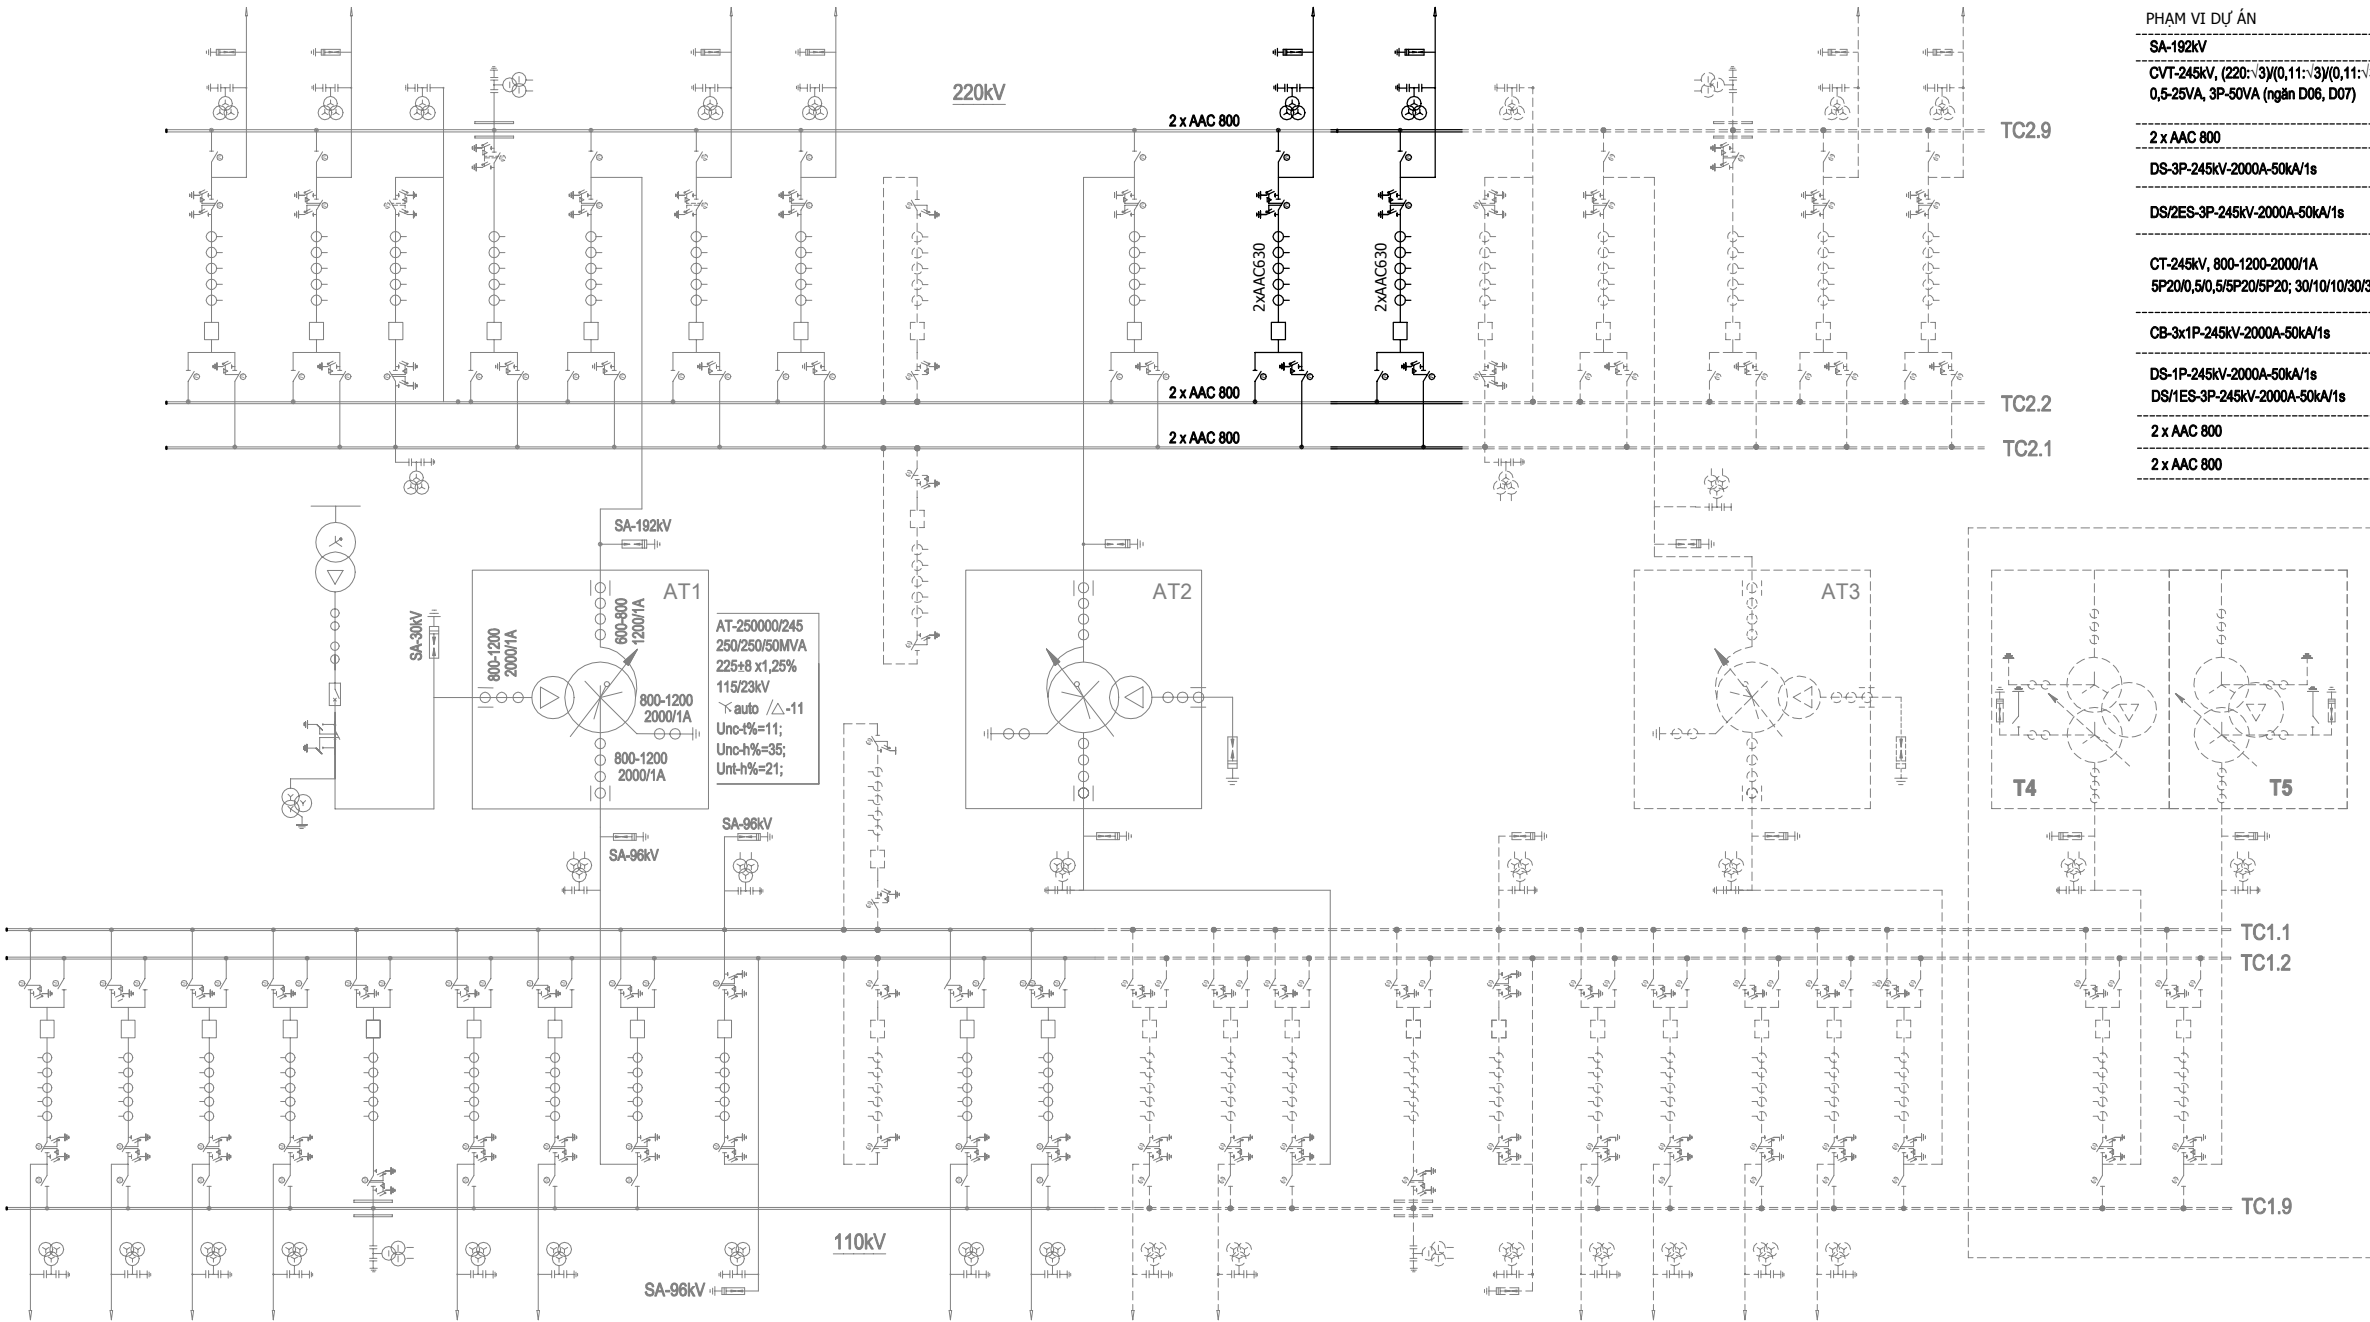 PHẠM VI DỰ ÁN
SA-192kV
CVT-245kV, (220:√3)/(0,11:√3)/(0,11:√
0,5-25VA, 3P-50VA (ngăn D06, D07)
2 x AAC 800
DS-3P-245kV-2000A-50kA/1s
DS/2ES-3P-245kV-2000A-50kA/1s
CT-245kV, 800-1200-2000/1A
5P20/0,5/0,5/5P20/5P20; 30/10/10/30/3
CB-3x1P-245kV-2000A-50kA/1s
DS-1P-245kV-2000A-50kA/1s
DS/1ES-3P-245kV-2000A-50kA/1s
2 x AAC 800
2 x AAC 800
220kV
2 x AAC 800
TC2.9
2xAAC630
2xAAC630
2 x AAC 800
TC2.2
2 x AAC 800
TC2.1
SA-192kV
SA-30kV
AT1
800-1200
2000/1A
600-800
1200/1A
800-1200
2000/1A
800-1200
2000/1A
AT-250000/245
250/250/50MVA
225±8 x1,25%
115/23kV
auto /△-11
Unc-t%=11;
Unc-h%=35;
Unt-h%=21;
AT2
AT3
T4
T5
SA-96kV
SA-96kV
TC1.1
TC1.2
TC1.9
110kV
SA-96kV